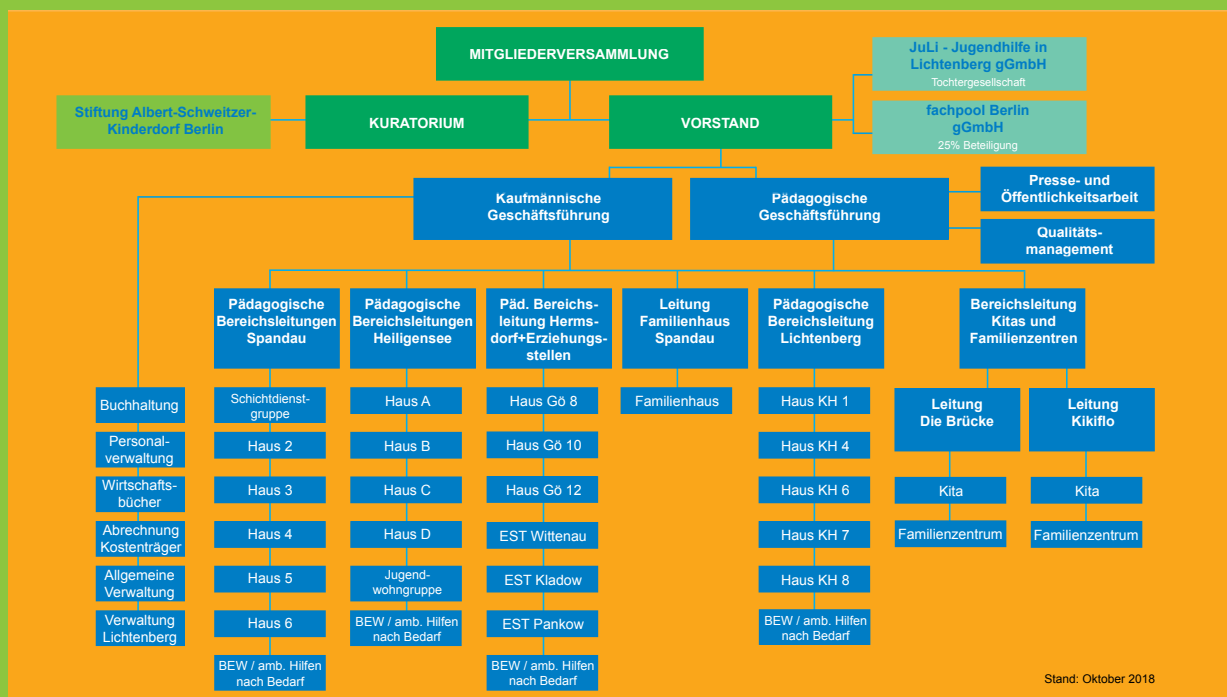 MITGLIEDERVERSAMMLUNG
JuLi - Jugendhilfe in
Lichtenberg gGmbH
Tochtergesellschaft
Stiftung Albert-Schweitzer-
Kinderdorf Berlin
KURATORIUM
VORSTAND
fachpool Berlin
gGmbH
25% Beteiligung
Kaufmännische
Geschäftsführung
Pädagogische
Geschäftsführung
Presse- und
Öffentlichkeitsarbeit
Qualitäts-
management
Pädagogische
Bereichsleitungen
Spandau
Pädagogische
Bereichsleitungen
Heiligensee
Päd. Bereichs-
leitung Herms-
dorf+Erziehungs-
stellen
Leitung
Familienhaus
Spandau
Pädagogische
Bereichsleitung
Lichtenberg
Bereichsleitung
Kitas und
Familienzentren
Buchhaltung
Personal-
verwaltung
Wirtschafts-
bücher
Abrechnung
Kostenträger
Allgemeine
Verwaltung
Verwaltung
Lichtenberg
Schichtdienst-
gruppe
Haus 2
Haus 3
Haus 4
Haus 5
Haus 6
BEW / amb. Hilfen
nach Bedarf
Haus A
Haus B
Haus C
Haus D
Jugend-
wohngruppe
BEW / amb. Hilfen
nach Bedarf
Haus Gö 8
Haus Gö 10
Haus Gö 12
EST Wittenau
EST Kladow
EST Pankow
BEW / amb. Hilfen
nach Bedarf
Familienhaus
Haus KH 1
Haus KH 4
Haus KH 6
Haus KH 7
Haus KH 8
BEW / amb. Hilfen
nach Bedarf
Leitung
Die Brücke
Kita
Familienzentrum
Leitung
Kikiflo
Kita
Familienzentrum
Stand: Oktober 2018